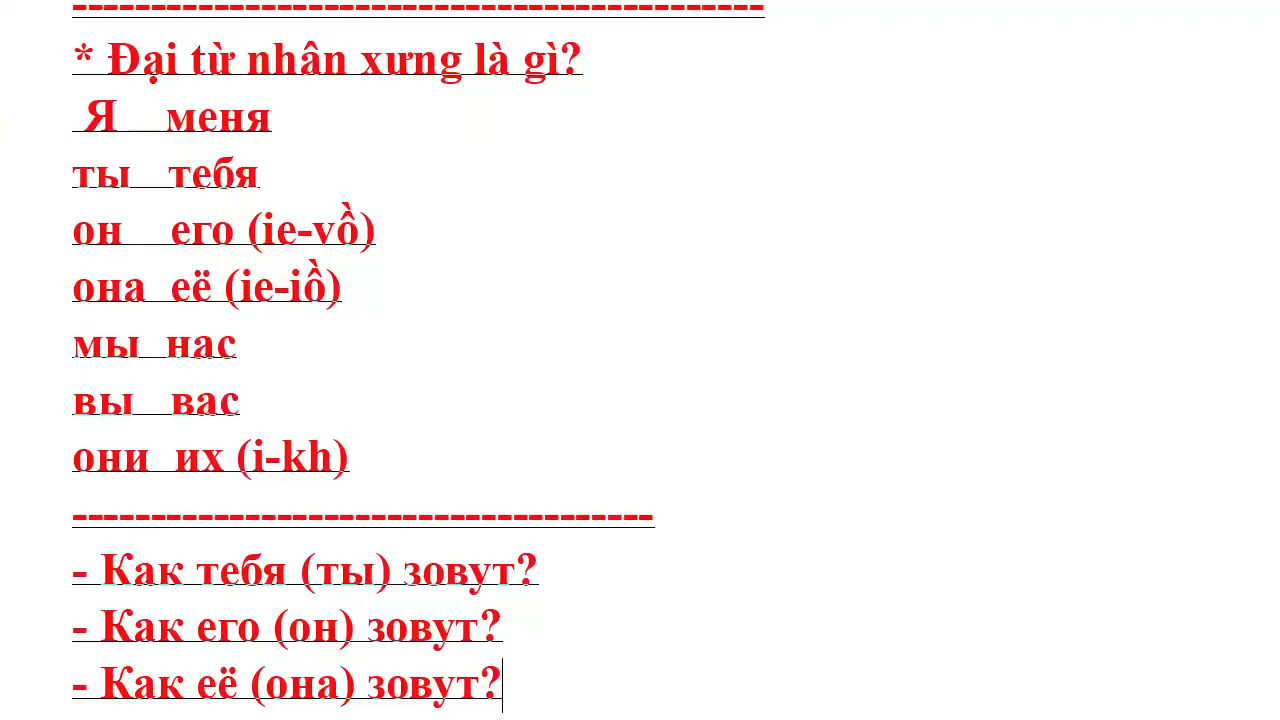 --------------------------------------------
* Đại từ nhân xưng là gì?
Я меня
ты тебя
он его (ie-vồ)
она её (ie-iồ)
мы нас
вы вас
они их (i-kh)
-------------------------------------
- Как тебя (ты) зовут?
- Как его (он) зовут?
- Как её (она) зовут?